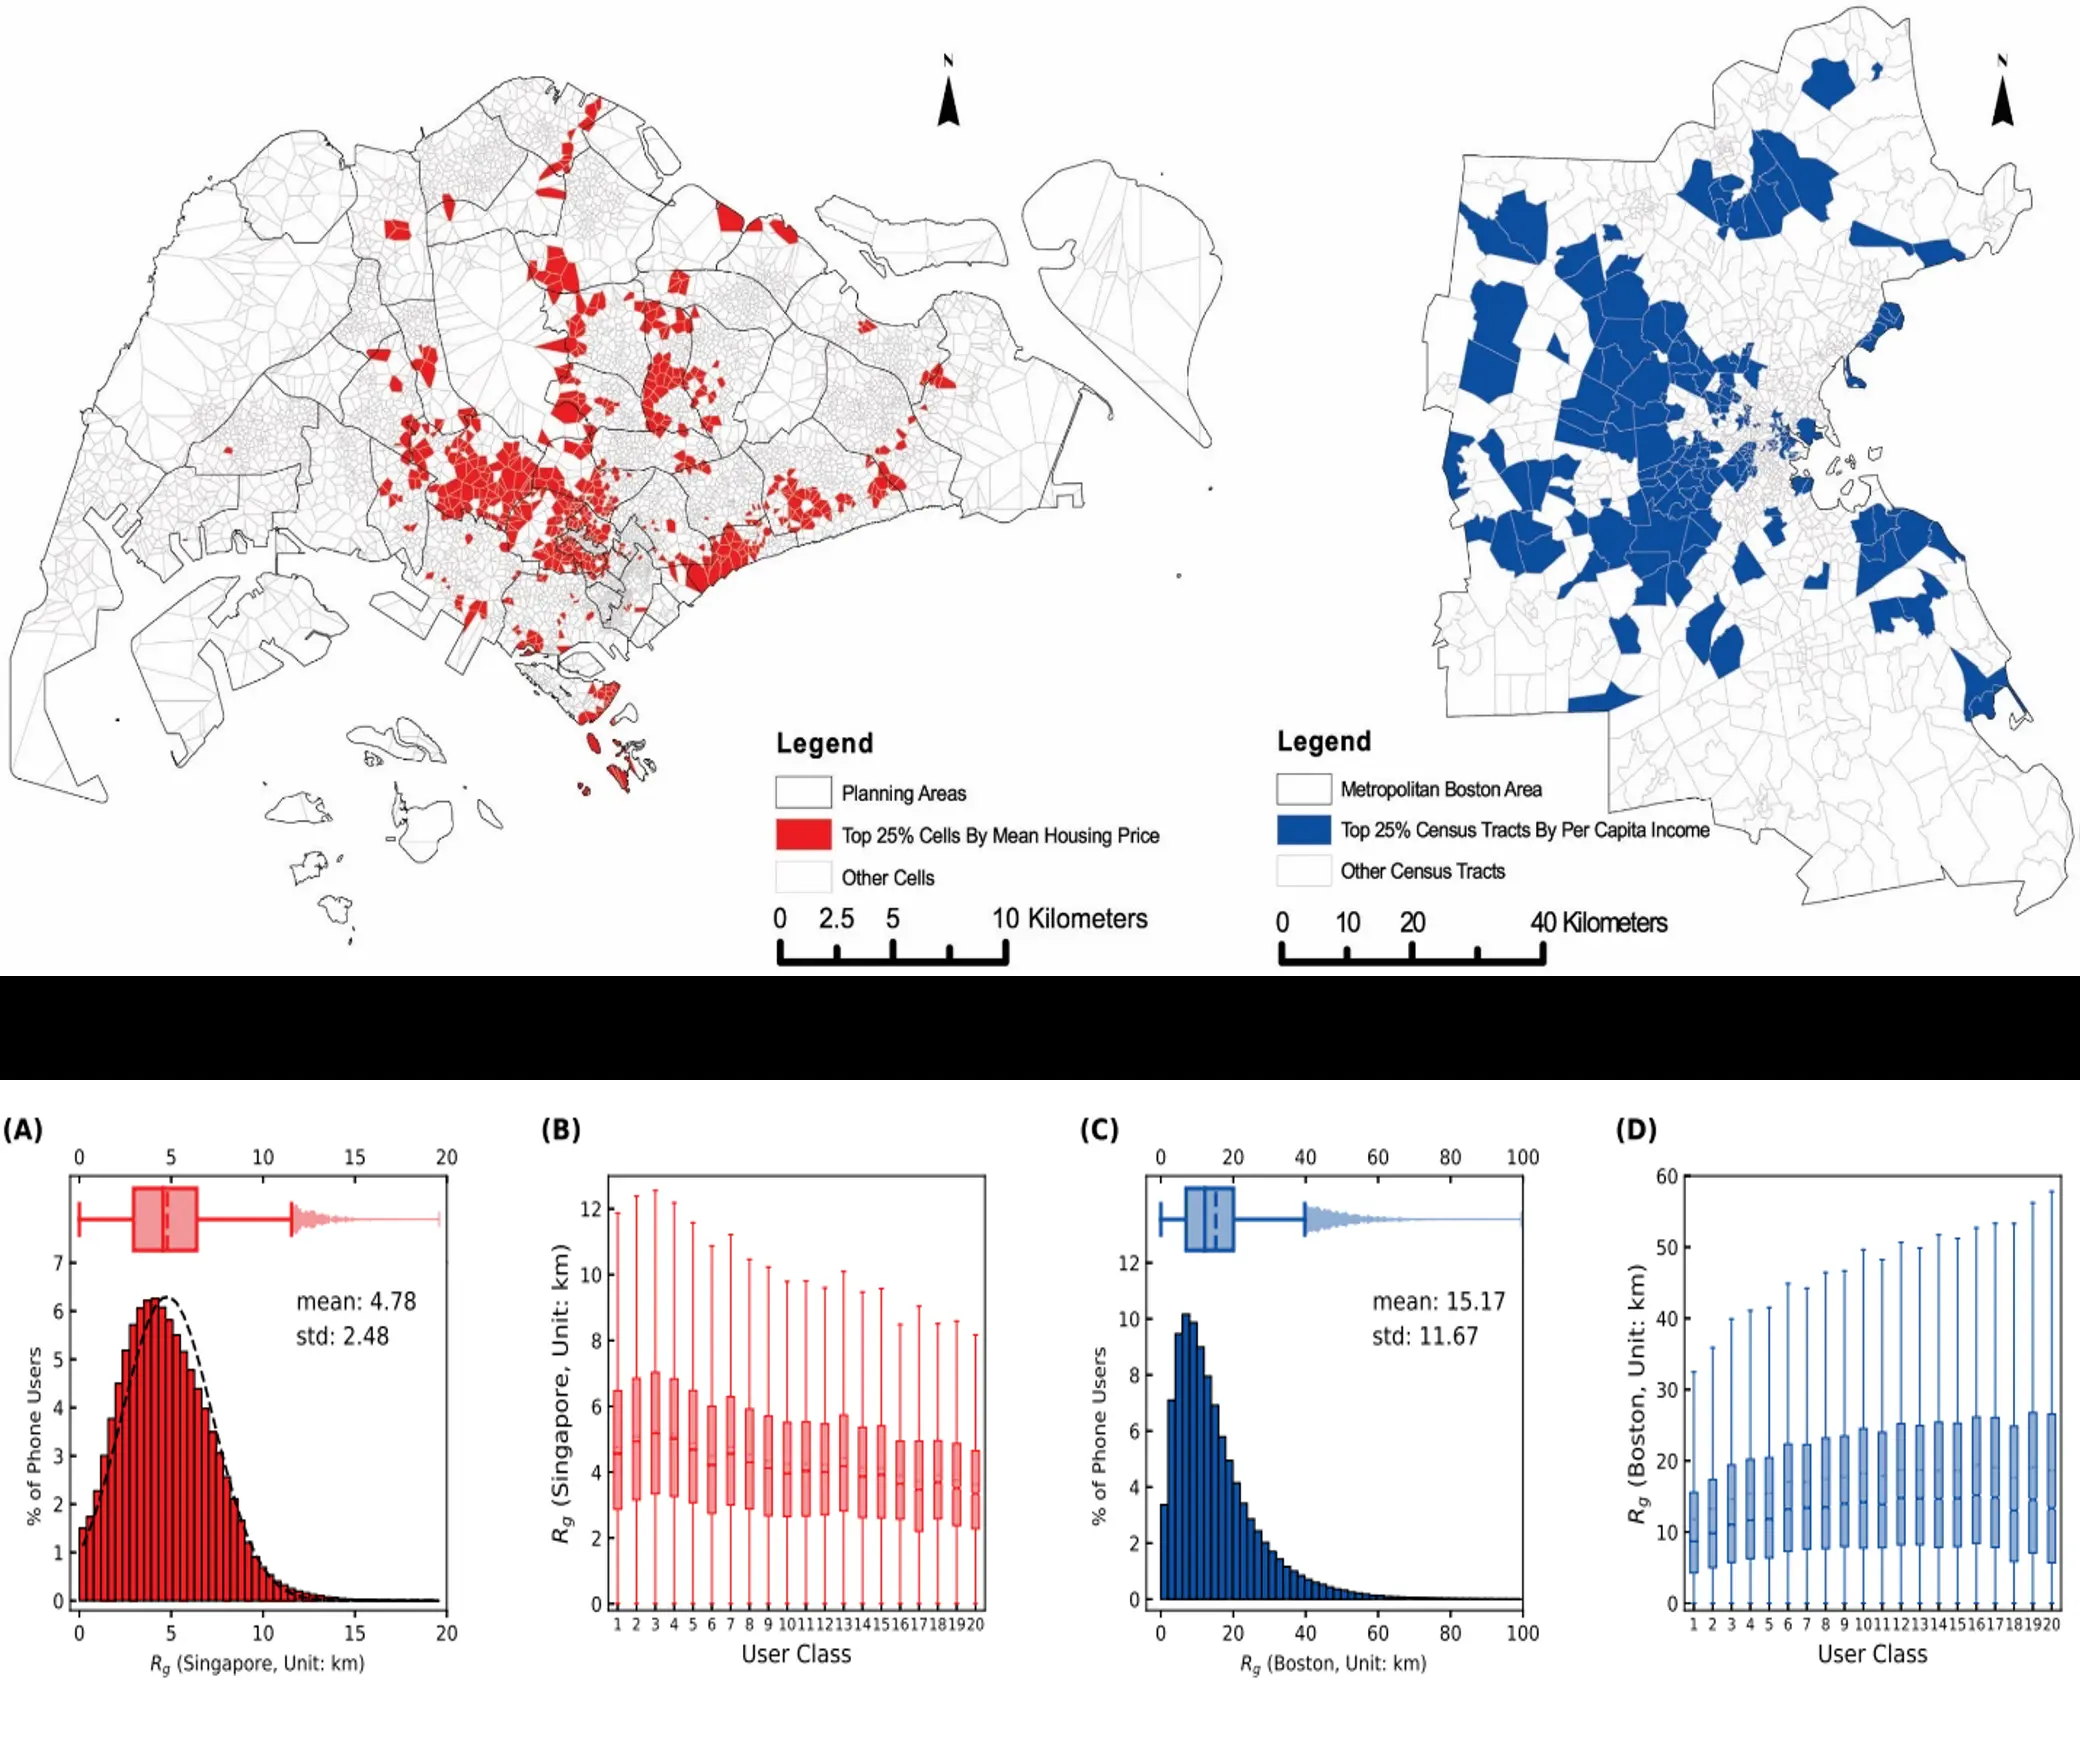 N
N
Legend
Planning Areas
Top 25% Cells By Mean Housing Price
Other Cells
0 2.5 5 10 Kilometers
Legend
Metropolitan Boston Area
Top 25% Census Tracts By Per Capita Income
Other Census Tracts
0 10 20 40 Kilometers
(A)
0 5 10 15 20
7
6
5
4
3
2
1
0
% of Phone Users
mean: 4.78
std: 2.48
0 5 10 15 20
Rg (Singapore, Unit: km)
(B)
12
10
8
6
4
2
0
Rg (Singapore, Unit: km)
1 2 3 4 5 6 7 8 9 10 11 12 13 14 15 16 17 18 19 20
User Class
(C)
0 20 40 60 80 100
12
10
8
6
4
2
0
% of Phone Users
mean: 15.17
std: 11.67
0 20 40 60 80 100
Rg (Boston, Unit: km)
(D)
60
50
40
30
20
10
0
Rg (Boston, Unit: km)
1 2 3 4 5 6 7 8 9 10 11 12 13 14 15 16 17 18 19 20
User Class